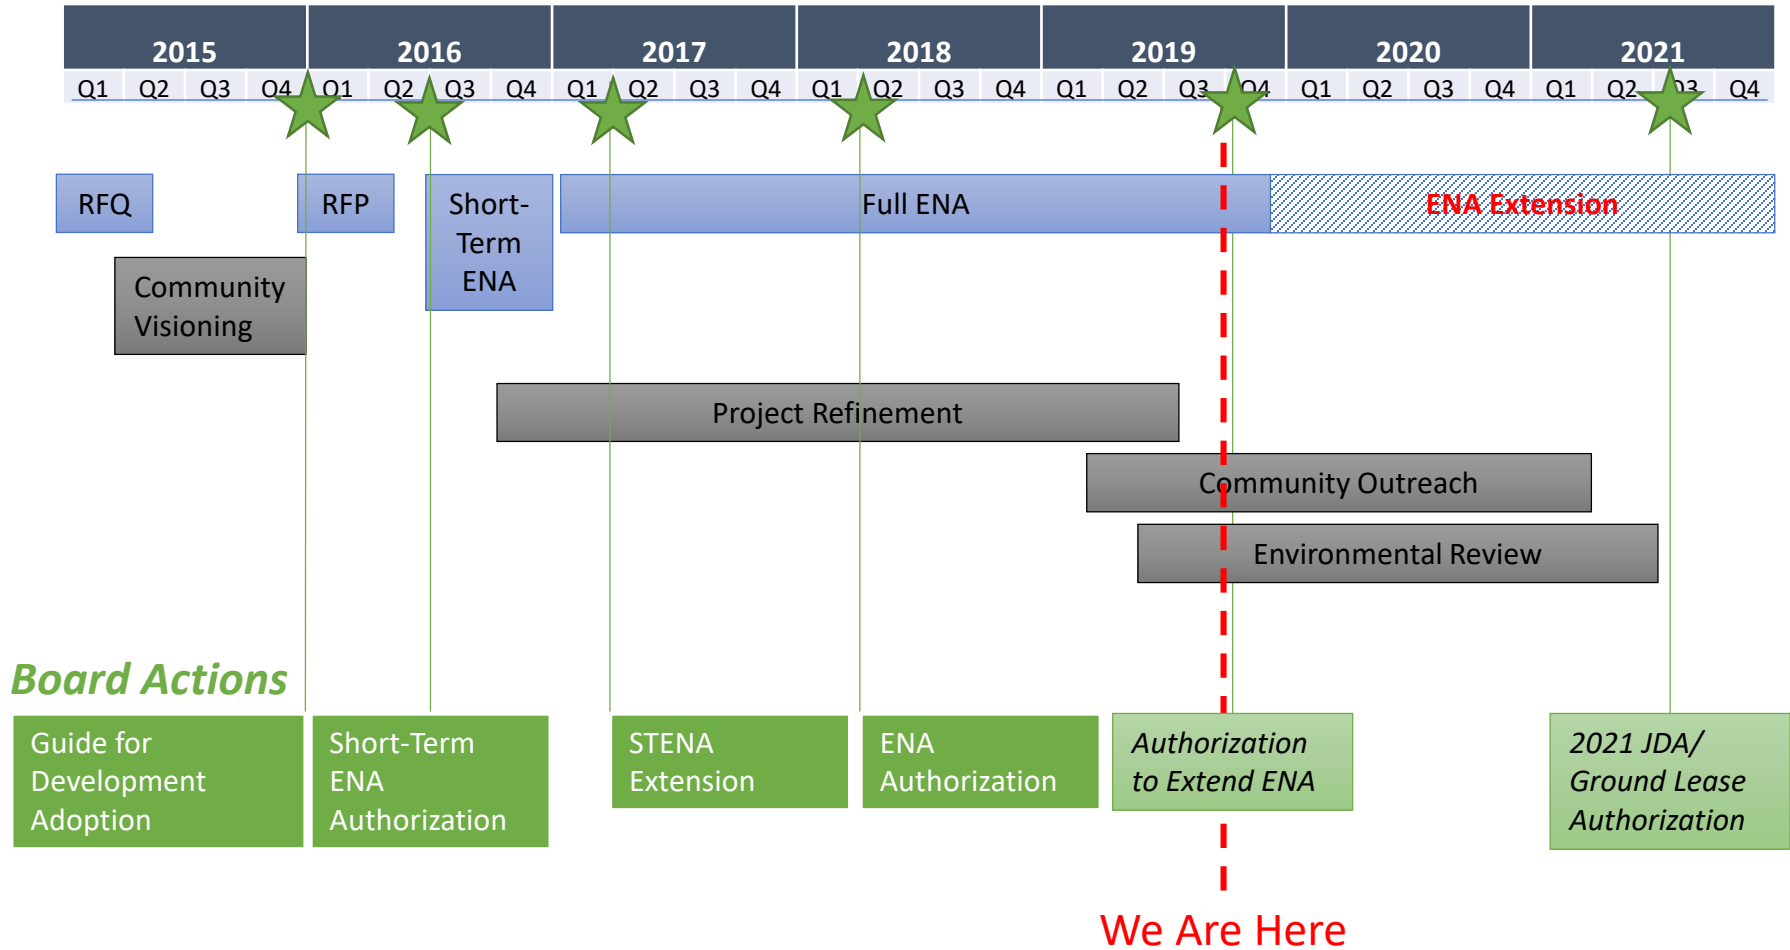 2015 2016 2017 2018 2019 2020 2021
Q1 Q2 Q3 Q4 Q1 Q2 Q3 Q4 Q1 Q2 Q3 Q4 Q1 Q2 Q3 Q4 Q1 Q2 Q3 Q4 Q1 Q2 Q3 Q4 Q1 Q2 Q3 Q4
RFQ
RFP
Short-
Term
ENA
Full ENA
ENA Extension
Community
Visioning
Project Refinement
Community Outreach
Environmental Review
Board Actions
Guide for
Development
Adoption
Short-Term
ENA
Authorization
STENA
Extension
ENA
Authorization
Authorization
to Extend ENA
2021 JDA/
Ground Lease
Authorization
We Are Here